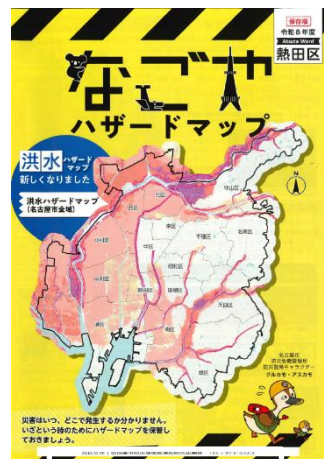 保存版
令和8年度
Atsuta Ward
熱田区
なごや
ハザードマップ
洪水ハザードマップ
新しくなりました
洪水ハザードマップ
(名古屋市全域)
N
守山区
北区
西区
東区
名東区
千種区
中村区
中区
昭和区
中川区
熱田区
瑞穂区
天白区
港区
南区
緑区
名古屋市
防災危機管理局
防災啓発キャラクター
ツルカモ・アスカモ
災害はいつ、どこで発生するか分かりません。
いざという時のためにハザードマップを保管し
ておきましょう。